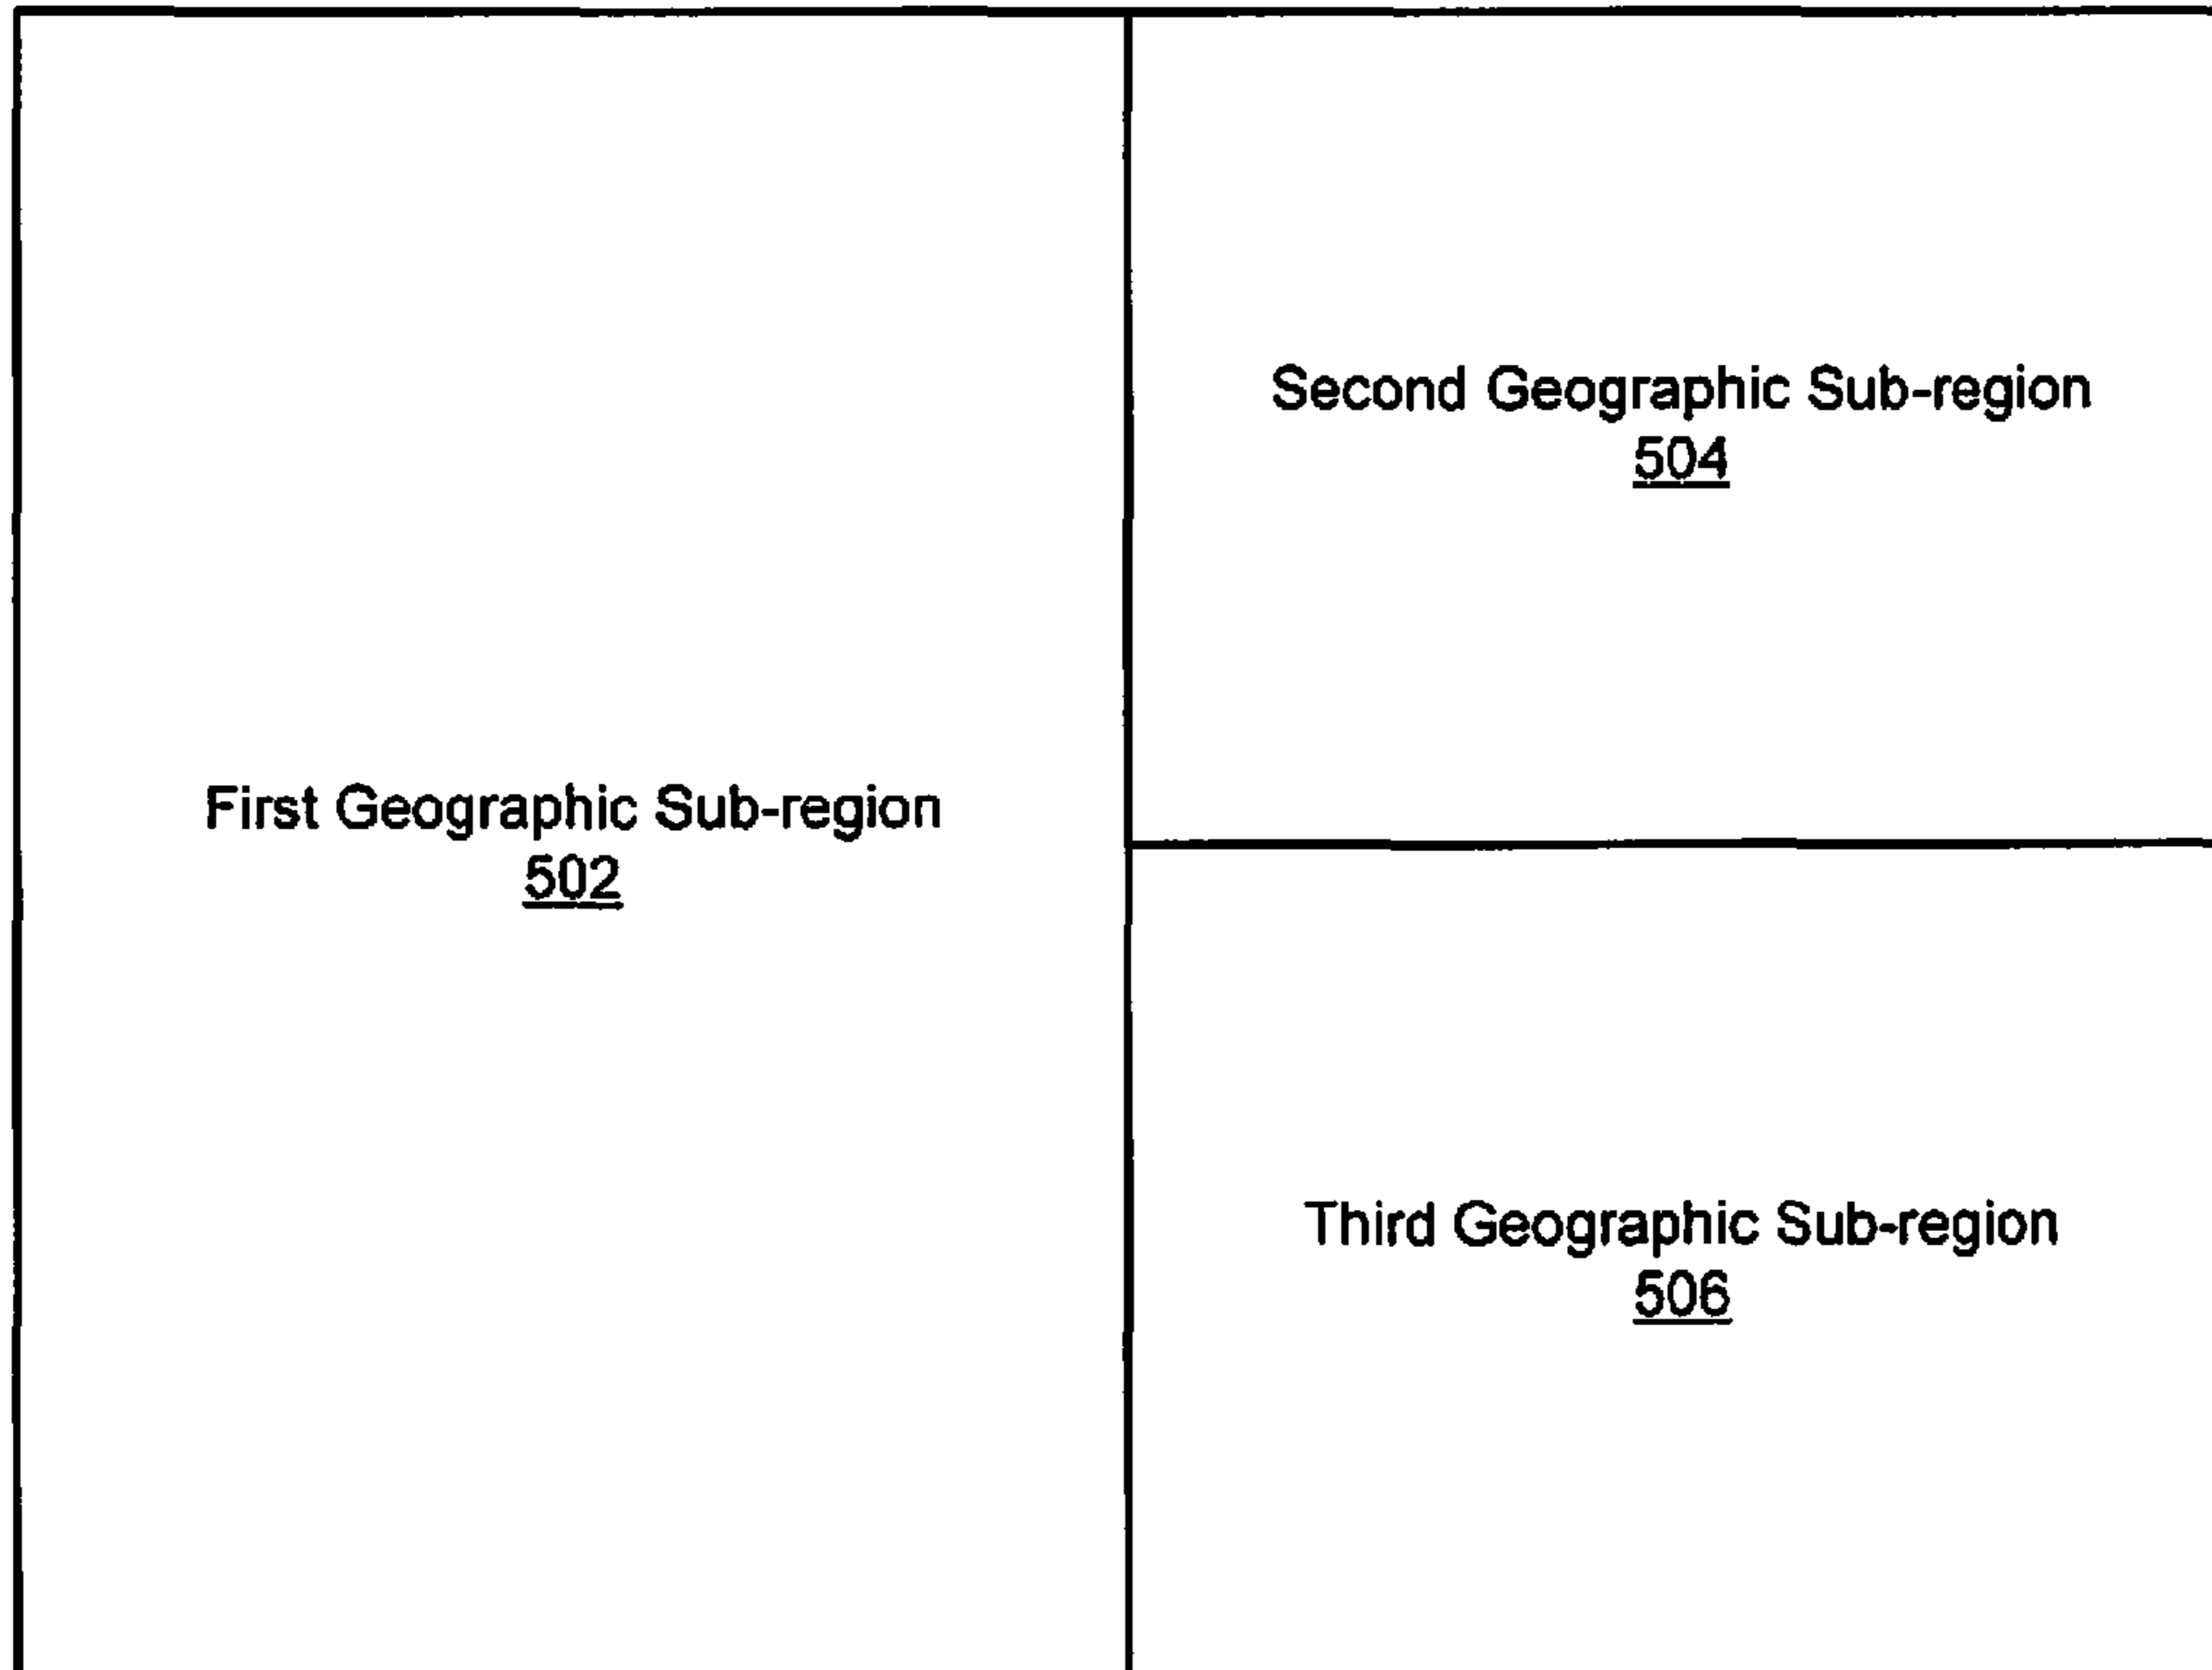 First Geographic Sub-region
502
Second Geographic Sub-region
504
Third Geographic Sub-region
506